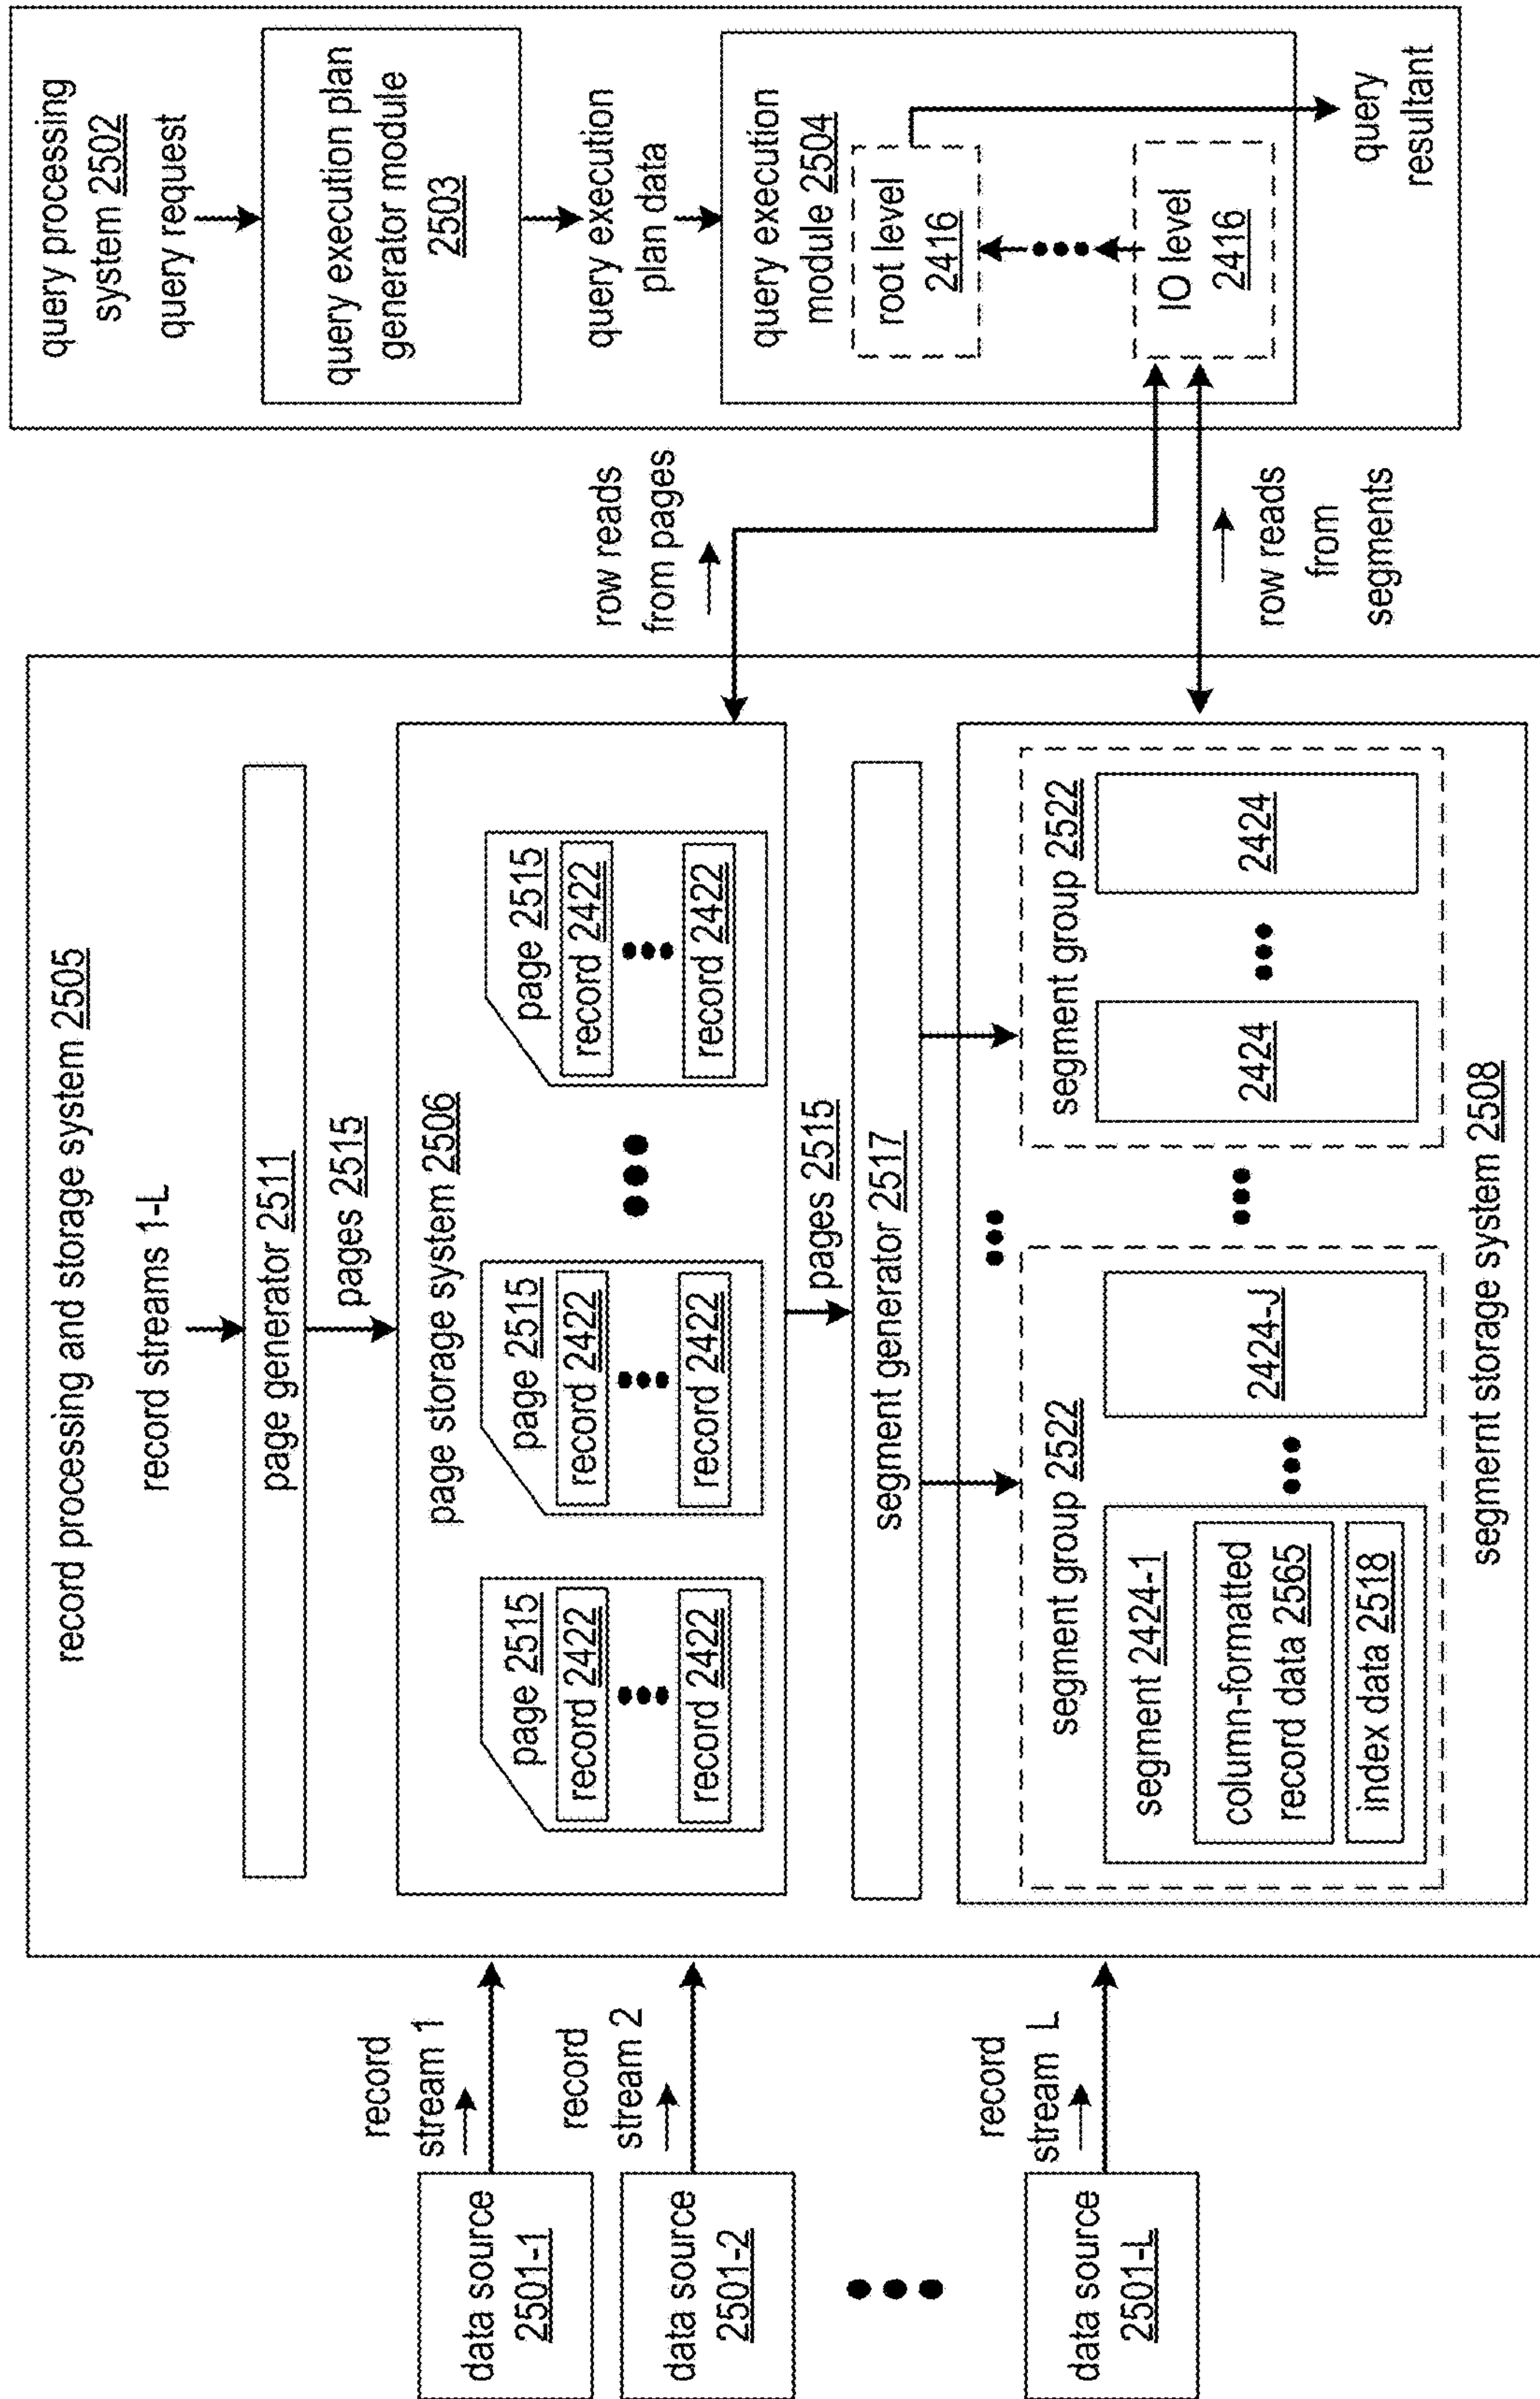 data source
2501-1
data source
2501-2
data source
2501-L
record
stream 1
record
stream 2
record
stream L
record processing and storage system 2505
record streams 1-L
page generator 2511
pages 2515
page storage system 2506
page 2515
record 2422
record 2422
page 2515
record 2422
record 2422
page 2515
record 2422
record 2422
pages 2515
segment generator 2517
segment group 2522
segment 2424-1
column-formatted
record data 2565
index data 2518
2424-J
segment group 2522
2424
2424
segemnt storage system 2508
row reads
from pages
row reads
from
segments
query processing
system 2502
query request
query execution plan
generator module
2503
query execution
plan data
query execution
module 2504
root level
2416
IO level
2416
query
resultant